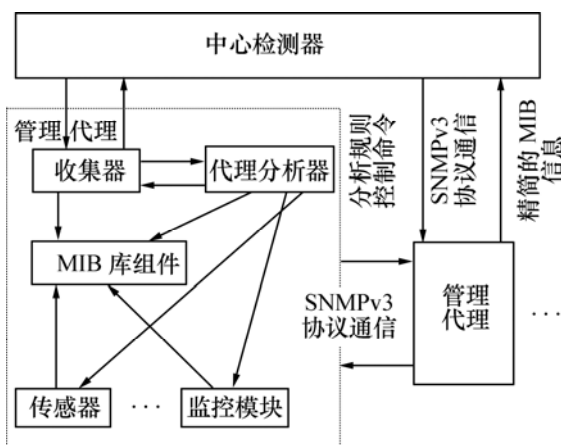 中心检测器
管理 代理
收集器
代理分析器
MIB 库组件
传感器
···
监控模块
分析规则
控制命令
SNMPv3
协议通信
精简的 MIB
信息
SNMPv3
协议通信
管理
代理
···